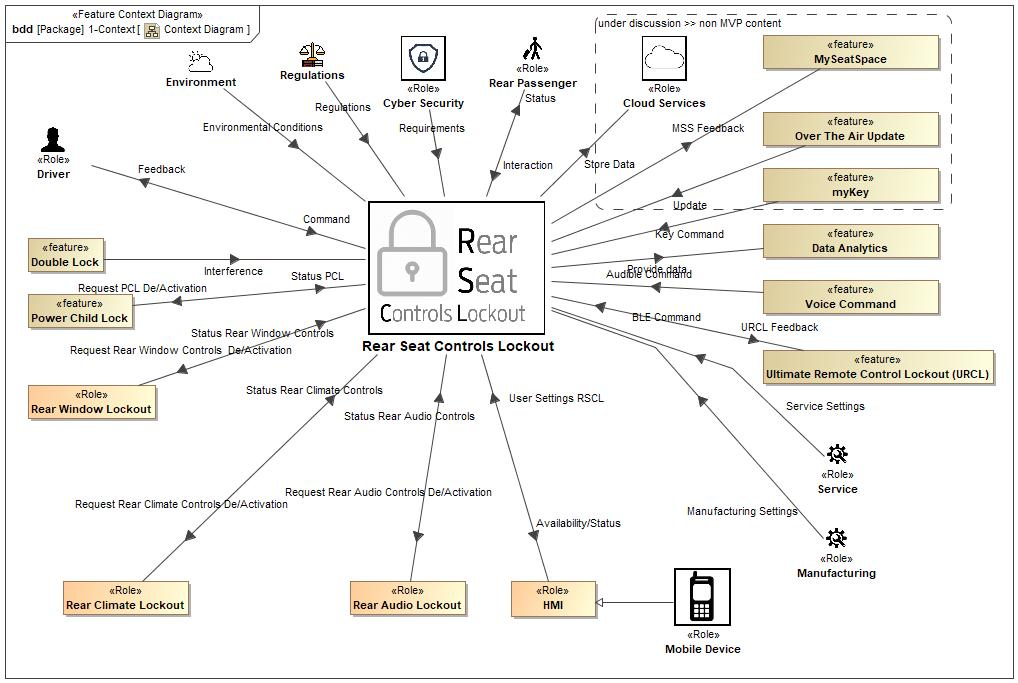 «Feature Context Diagram»
bdd [Package] 1-Context [ Context Diagram ]
under discussion >> non MVP content
Environment
Regulations
«Role»
Cyber Security
«Role»
Rear Passenger
«Role»
Cloud Services
«feature»
MySeatSpace
«feature»
Over The Air Update
«feature»
myKey
«feature»
Data Analytics
«feature»
Voice Command
«feature»
Ultimate Remote Control Lockout (URCL)
«Role»
Driver
«feature»
Double Lock
«feature»
Power Child Lock
«Role»
Rear Window Lockout
«Role»
Rear Climate Lockout
«Role»
Rear Audio Lockout
«Role»
HMI
«Role»
Mobile Device
«Role»
Service
«Role»
Manufacturing
Rear
Seat
Controls Lockout
Rear Seat Controls Lockout
Environmental Conditions
Regulations
Requirements
Status
Interaction
Store Data
MSS Feedback
Update
Key Command
Provide data
Audible Command
BLE Command
URCL Feedback
Service Settings
Manufacturing Settings
Feedback
Command
Interference
Status PCL
Request PCL De/Activation
Status Rear Window Controls
Request Rear Window Controls De/Activation
Status Rear Climate Controls
Request Rear Climate Controls De/Activation
Status Rear Audio Controls
Request Rear Audio Controls De/Activation
User Settings RSCL
Availability/Status